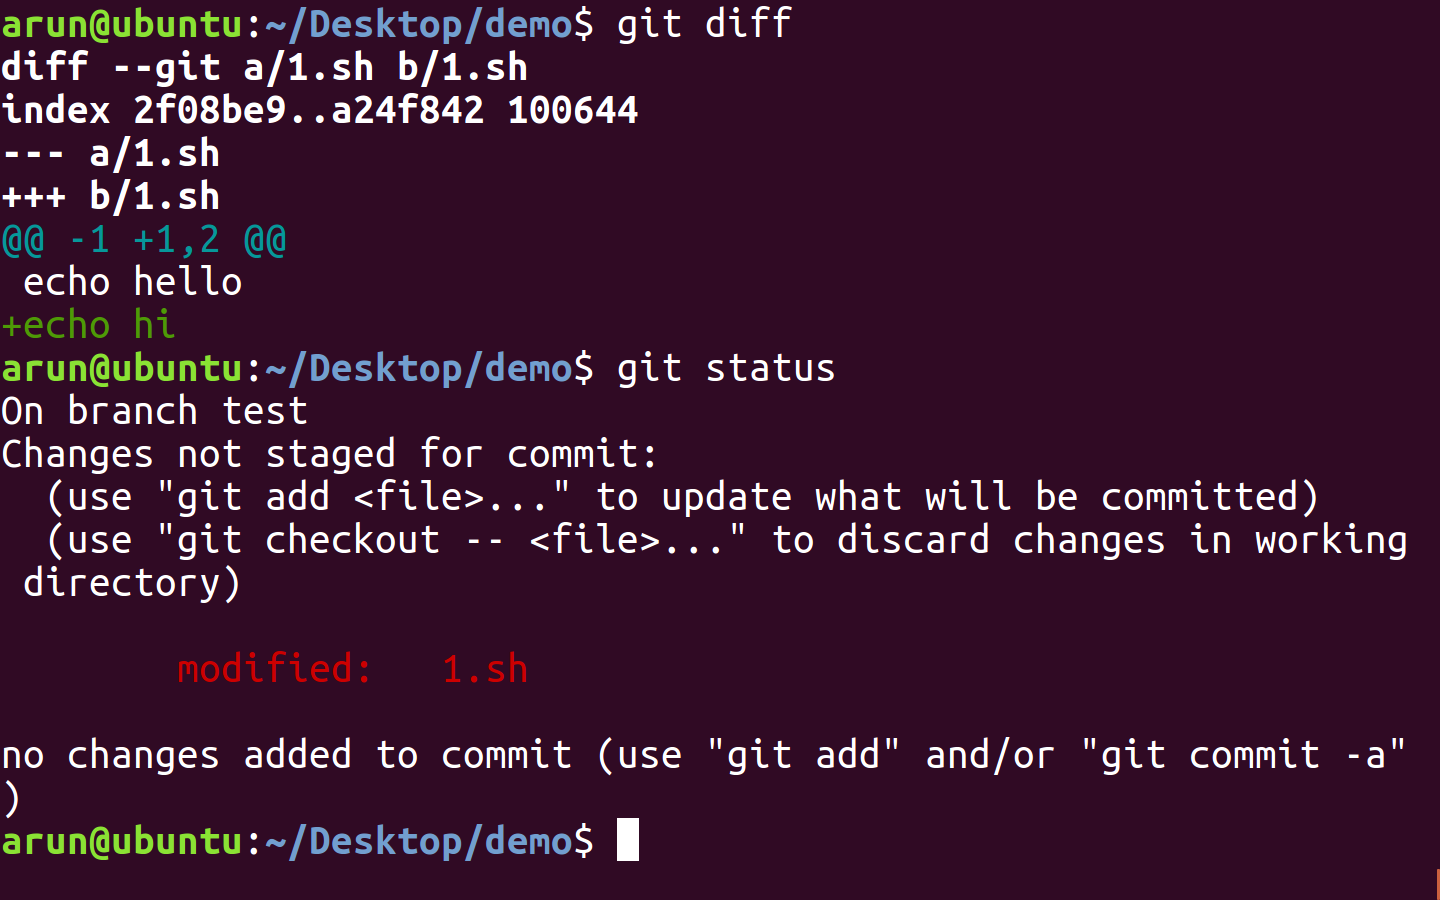 arun@ubuntu:~/Desktop/demo$ git diff
diff --git a/1.sh b/1.sh
index 2f08be9..a24f842 100644
--- a/1.sh
+++ b/1.sh
@@ -1 +1,2 @@
 echo hello
+echo hi
arun@ubuntu:~/Desktop/demo$ git status
On branch test
Changes not staged for commit:
  (use "git add <file>..." to update what will be committed)
  (use "git checkout -- <file>..." to discard changes in working
 directory)
        modified:   1.sh
no changes added to commit (use "git add" and/or "git commit -a"
)
arun@ubuntu:~/Desktop/demo$